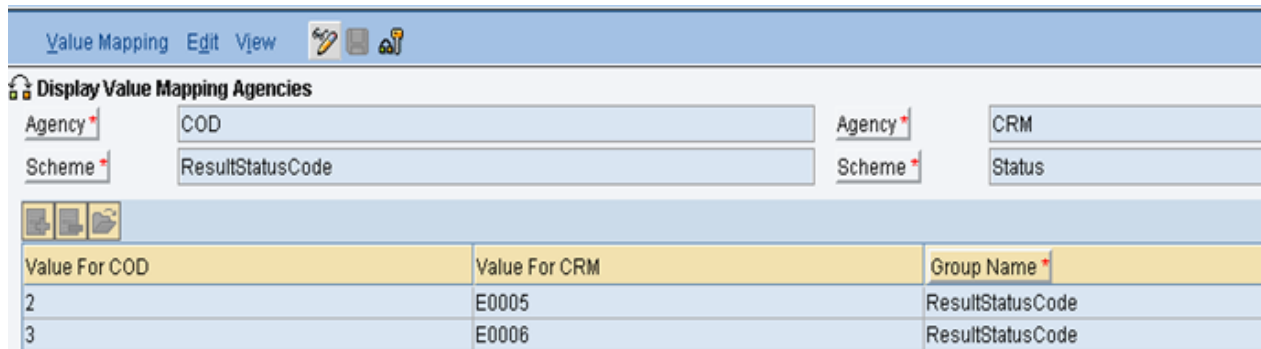 Value Mapping Edit View
Display Value Mapping Agencies
Agency * COD Agency * CRM
Scheme * ResultStatusCode Scheme * Status
Value For COD Value For CRM Group Name *
2 E0005 ResultStatusCode
3 E0006 ResultStatusCode